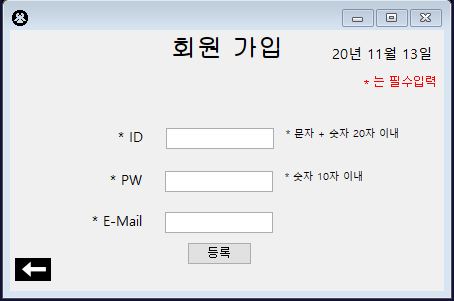 회원 가입
20년 11월 13일
* 는 필수입력
* ID
* 문자 + 숫자 20자 이내
* PW
* 숫자 10자 이내
* E-Mail
등록